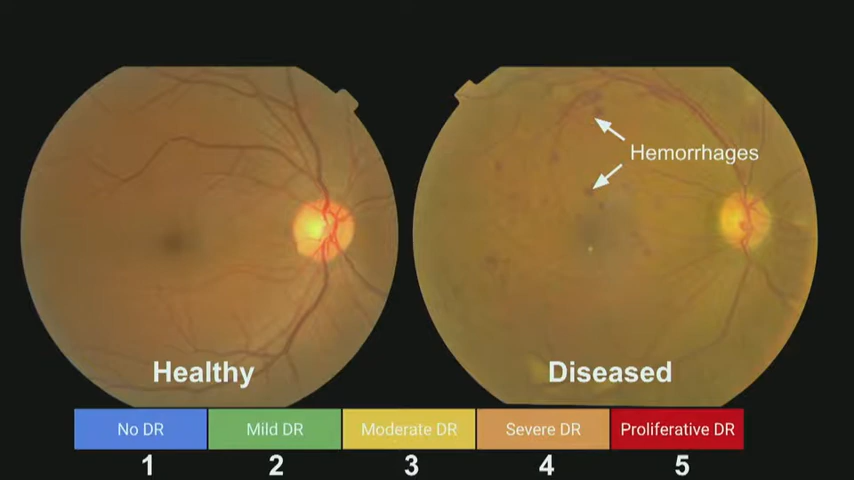 Hemorrhages
Healthy
Diseased
No DR
Mild DR
Moderate DR
Severe DR
Proliferative DR
1
2
3
4
5